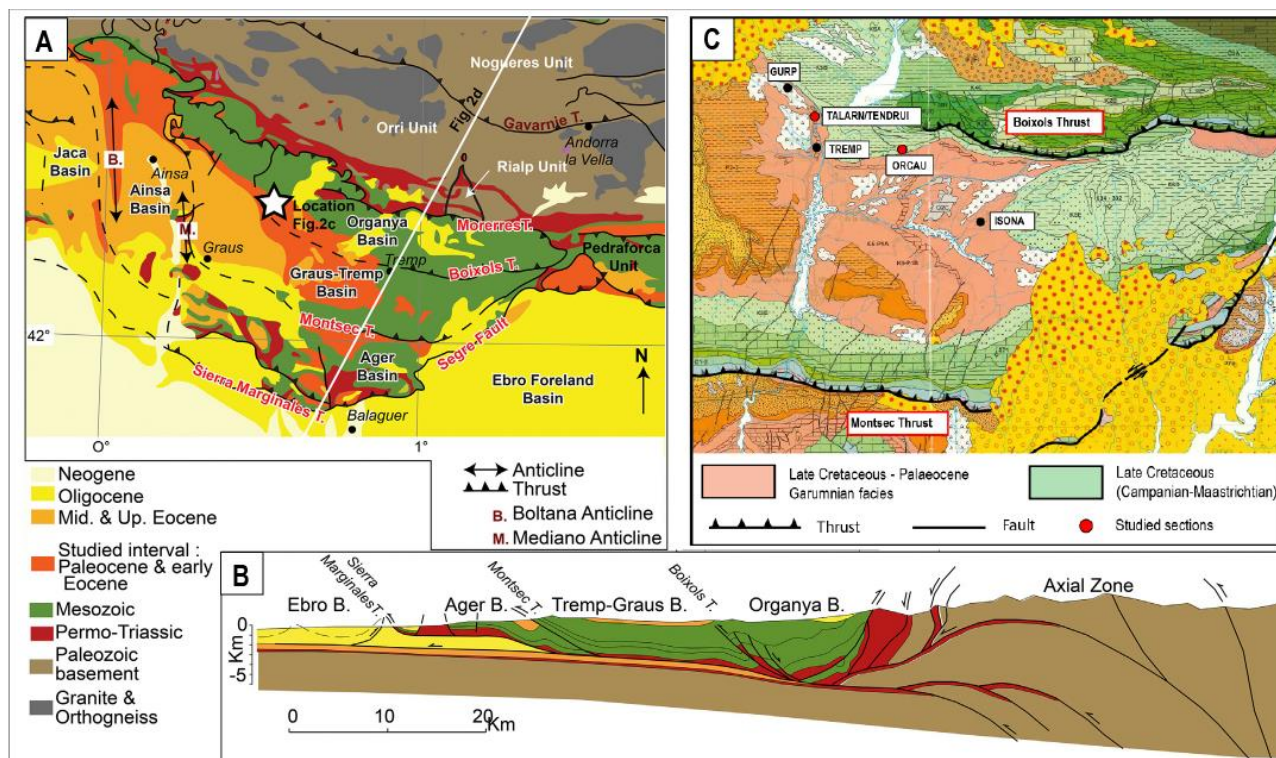 A
Nogueres Unit
Fig.2d
Orri Unit
Gavarnie T.
Andorra
la Vella
Jaca
Basin
B.
Ainsa
Ainsa
Basin
Rialp Unit
Location
Fig.2c
Organya
Basin
Morerres T.
M.
Graus
Pedraforca
Unit
Tremp
Boixols T.
Graus-Tremp
Basin
Montsec T.
Segre Fault
42°
Ager
Basin
N
Sierra Marginales T.
Ebro Foreland
Basin
Balaguer
O°
1°
Neogene
Oligocene
Mid. & Up. Eocene
Studied interval :
Paleocene & early
Eocene
Mesozoic
Permo-Triassic
Paleozoic
basement
Granite &
Orthogneiss
Anticline
Thrust
B. Boltana Anticline
M. Mediano Anticline
C
GURP
TALARN/TENDRUI
Boixols Thrust
TREMP
ORCAU
ISONA
Montsec Thrust
Late Cretaceous - Palaeocene
Garumnian facies
Late Cretaceous
(Campanian-Maastrichtian)
Thrust
Fault
Studied sections
B
Sierra
Marginales T.
Montsec T.
Boixols T.
Axial Zone
Ebro B.
Ager B.
Tremp-Graus B.
Organya B.
0
Km
-5
0
10
20
Km